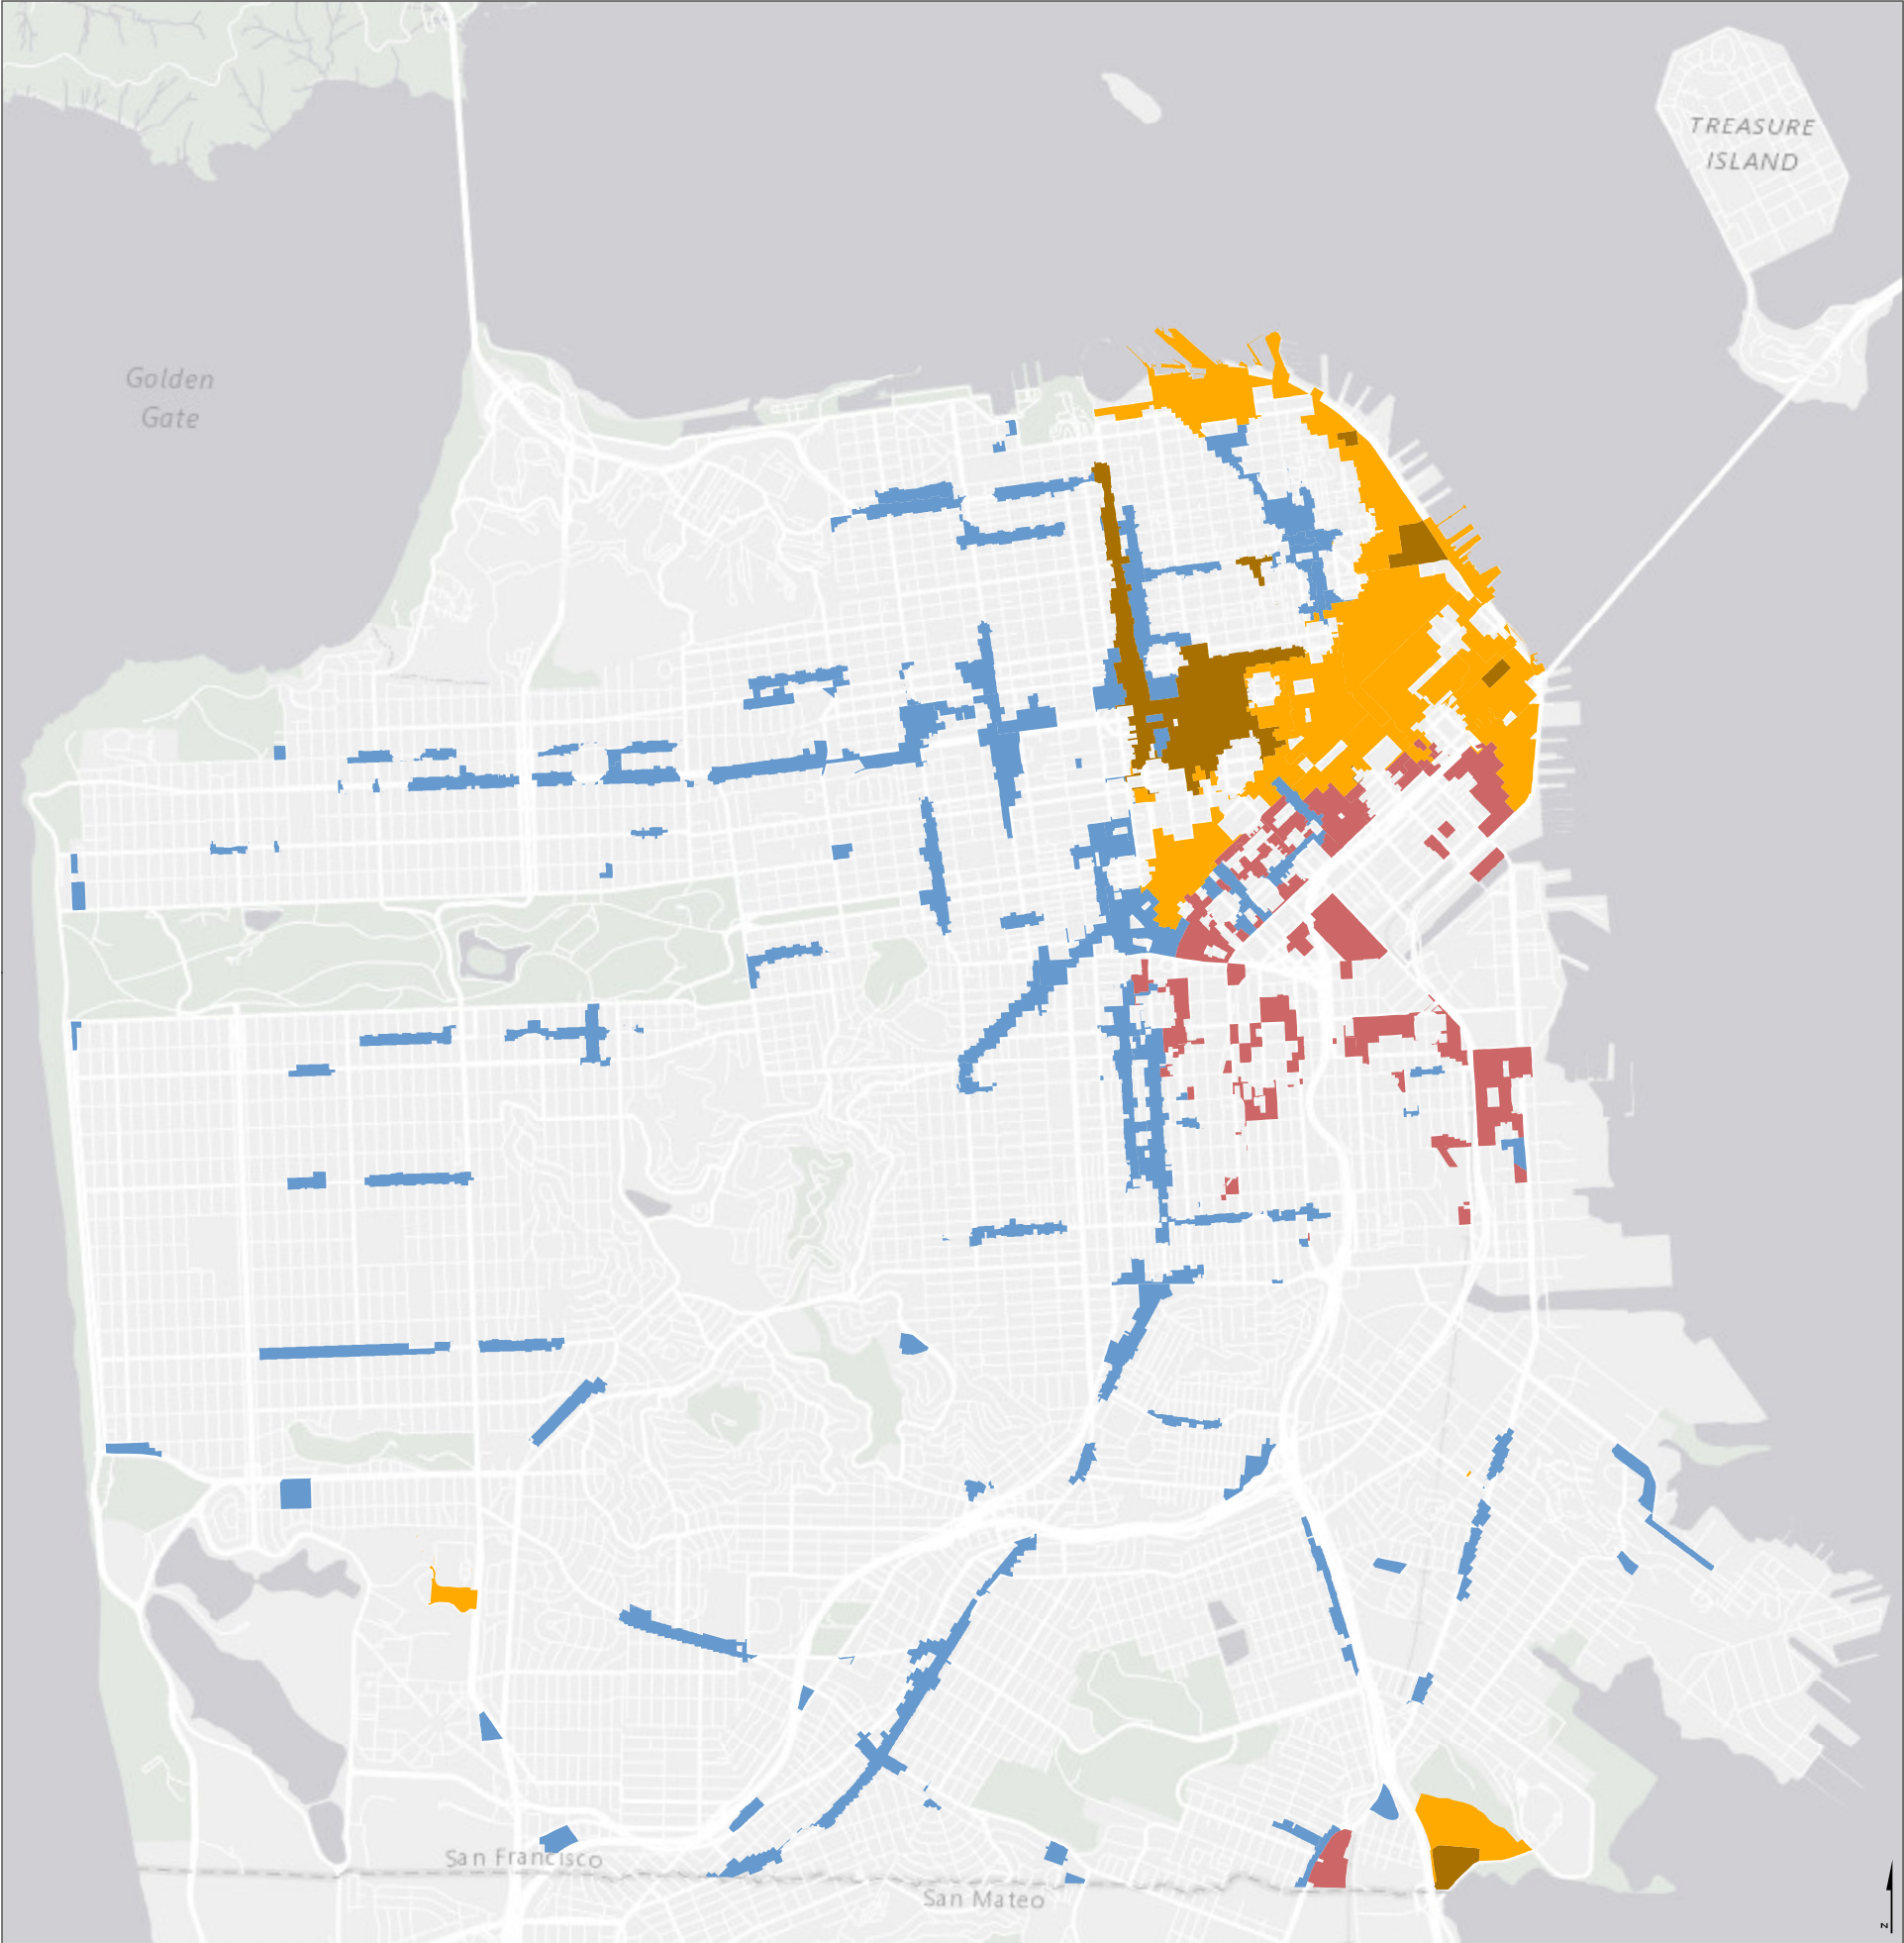 TREASURE
ISLAND
Golden
Gate
San Francisco
San Mateo
N